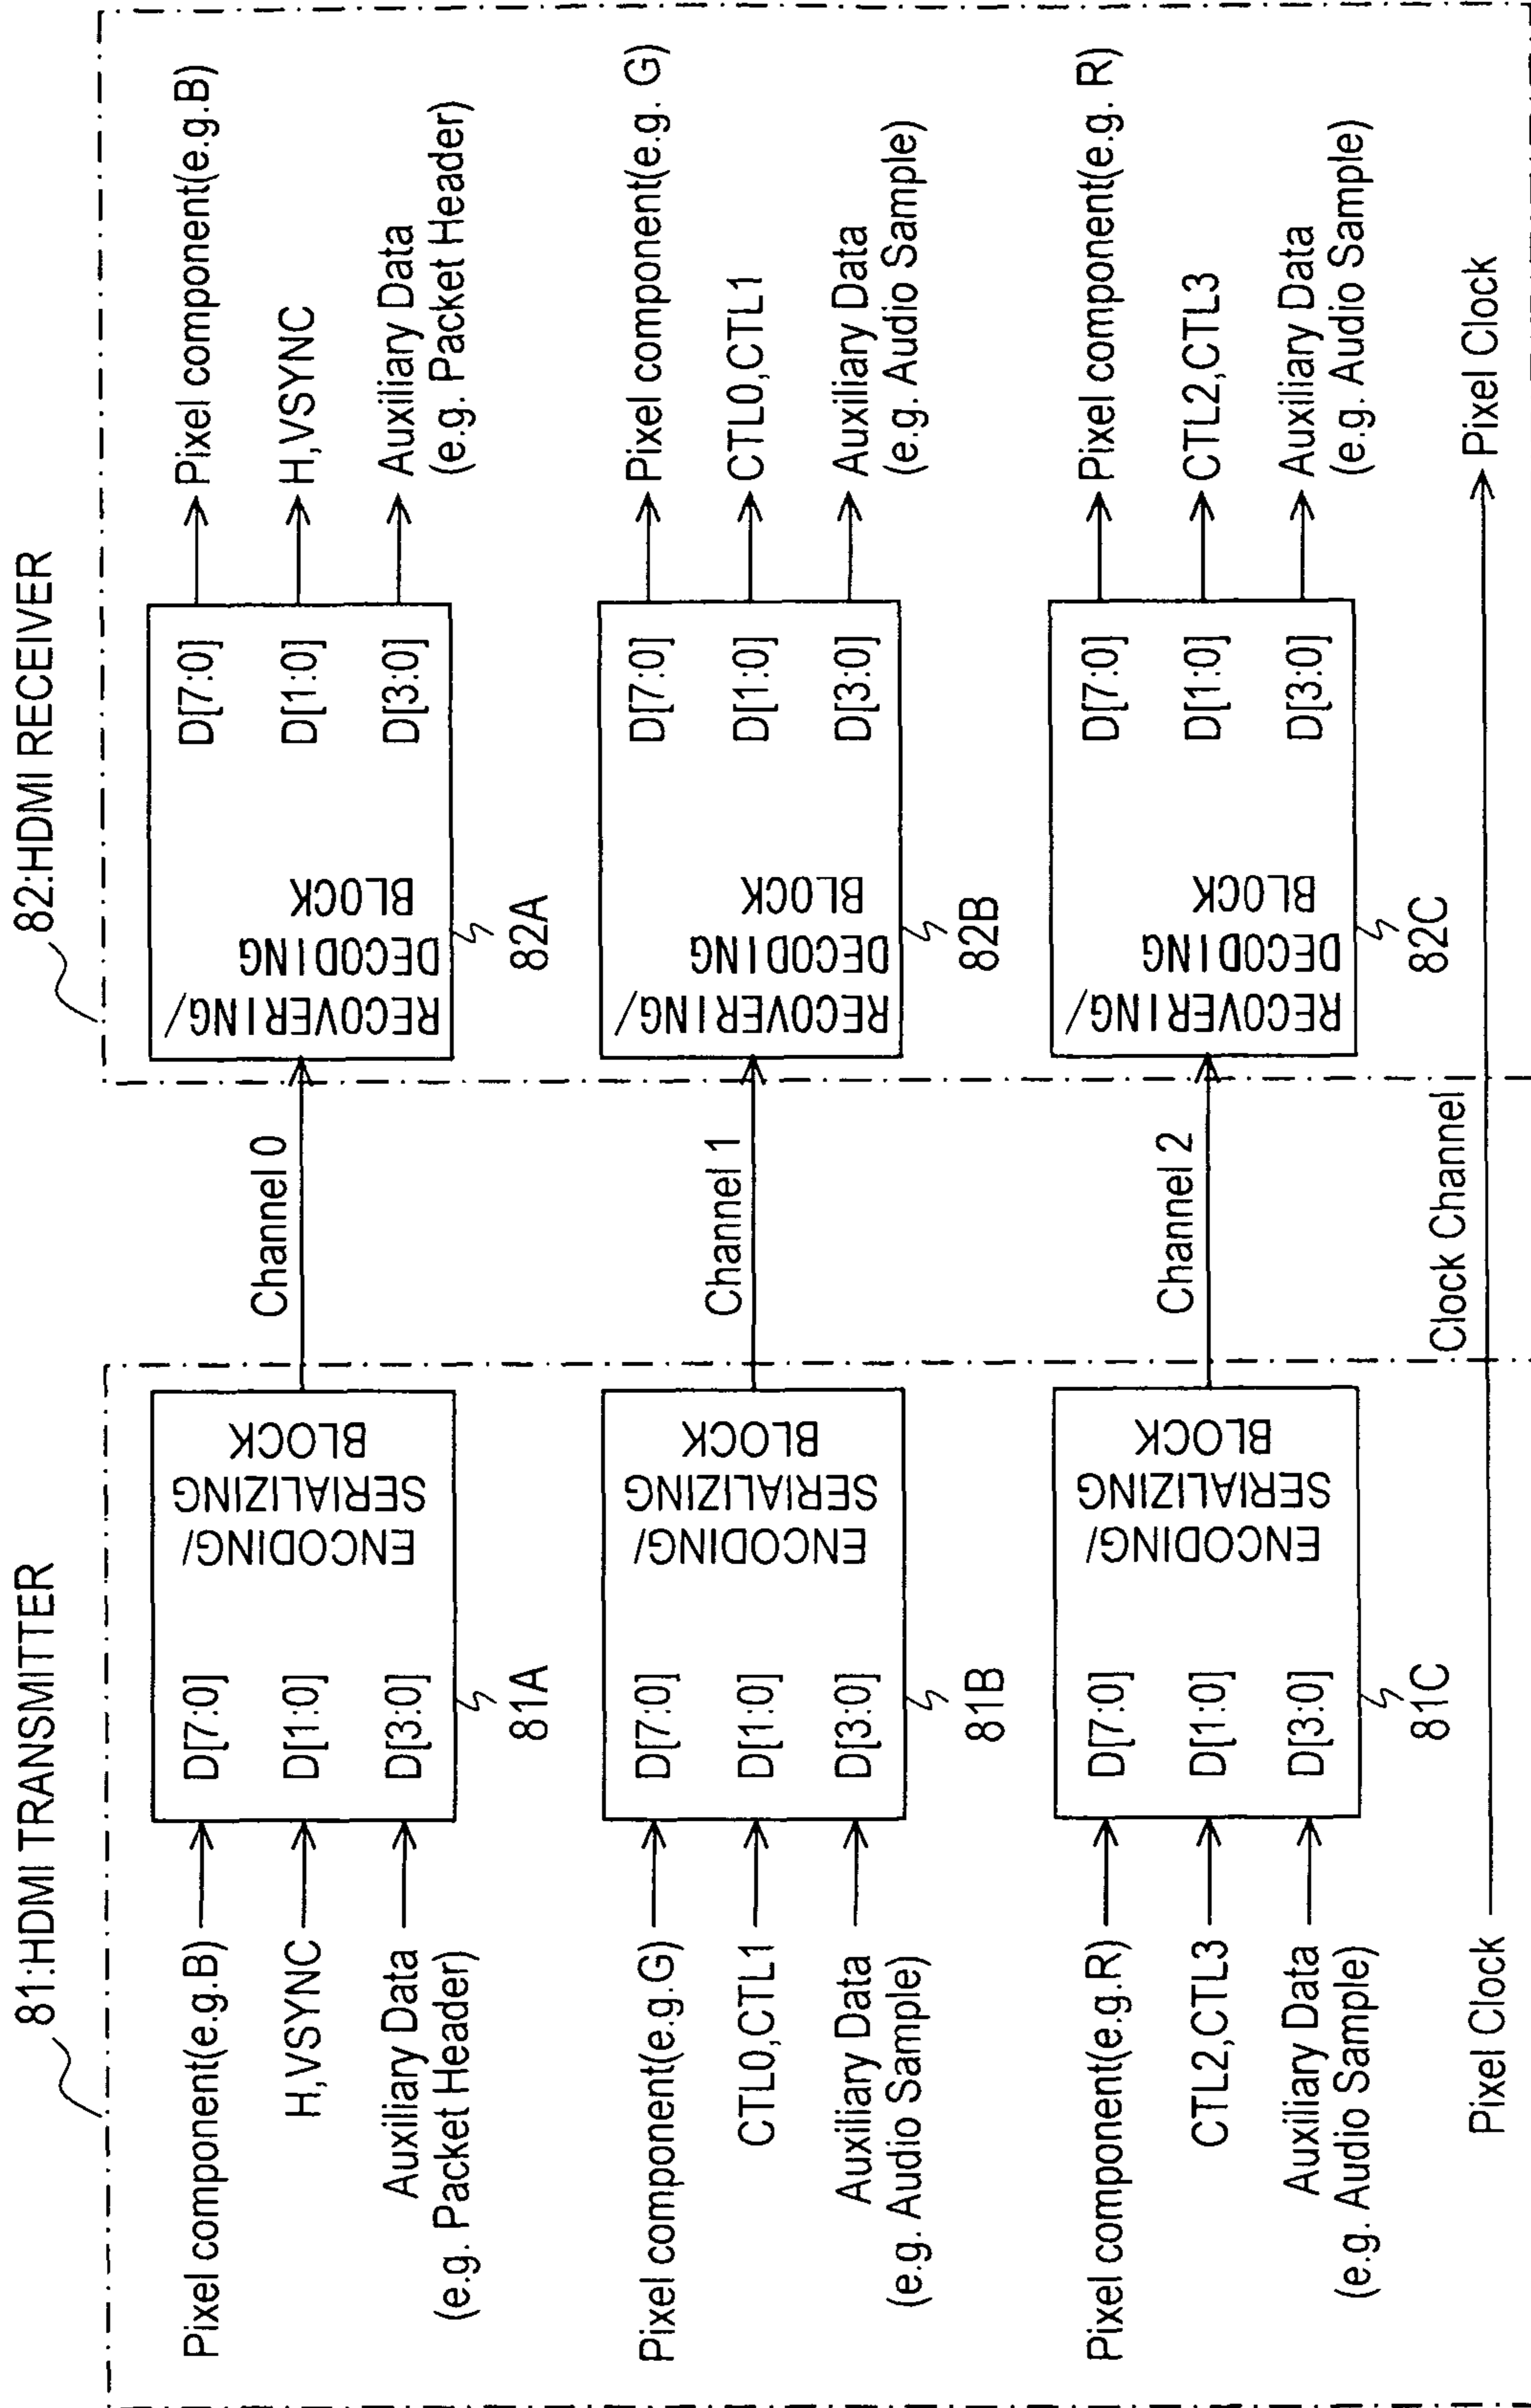 81:HDMI TRANSMITTER
82:HDMI RECEIVER
Pixel component(e.g.B)
H,VSYNC
Auxiliary Data
(e.g. Packet Header)
D[7:0]
D[1:0]
D[3:0]
ENCODING/
SERIALIZING
BLOCK
81A
Channel 0
RECOVERING/
DECODING
BLOCK
D[7:0]
D[1:0]
D[3:0]
82A
Pixel component(e.g.B)
H,VSYNC
Auxiliary Data
(e.g. Packet Header)
Pixel component(e.g.G)
CTL0,CTL1
Auxiliary Data
(e.g. Audio Sample)
D[7:0]
D[1:0]
D[3:0]
ENCODING/
SERIALIZING
BLOCK
81B
Channel 1
RECOVERING/
DECODING
BLOCK
D[7:0]
D[1:0]
D[3:0]
82B
Pixel component(e.g. G)
CTL0,CTL1
Auxiliary Data
(e.g. Audio Sample)
Pixel component(e.g.R)
CTL2,CTL3
Auxiliary Data
(e.g. Audio Sample)
D[7:0]
D[1:0]
D[3:0]
ENCODING/
SERIALIZING
BLOCK
81C
Channel 2
RECOVERING/
DECODING
BLOCK
D[7:0]
D[1:0]
D[3:0]
82C
Pixel component(e.g. R)
CTL2,CTL3
Auxiliary Data
(e.g. Audio Sample)
Pixel Clock
Clock Channel
Pixel Clock